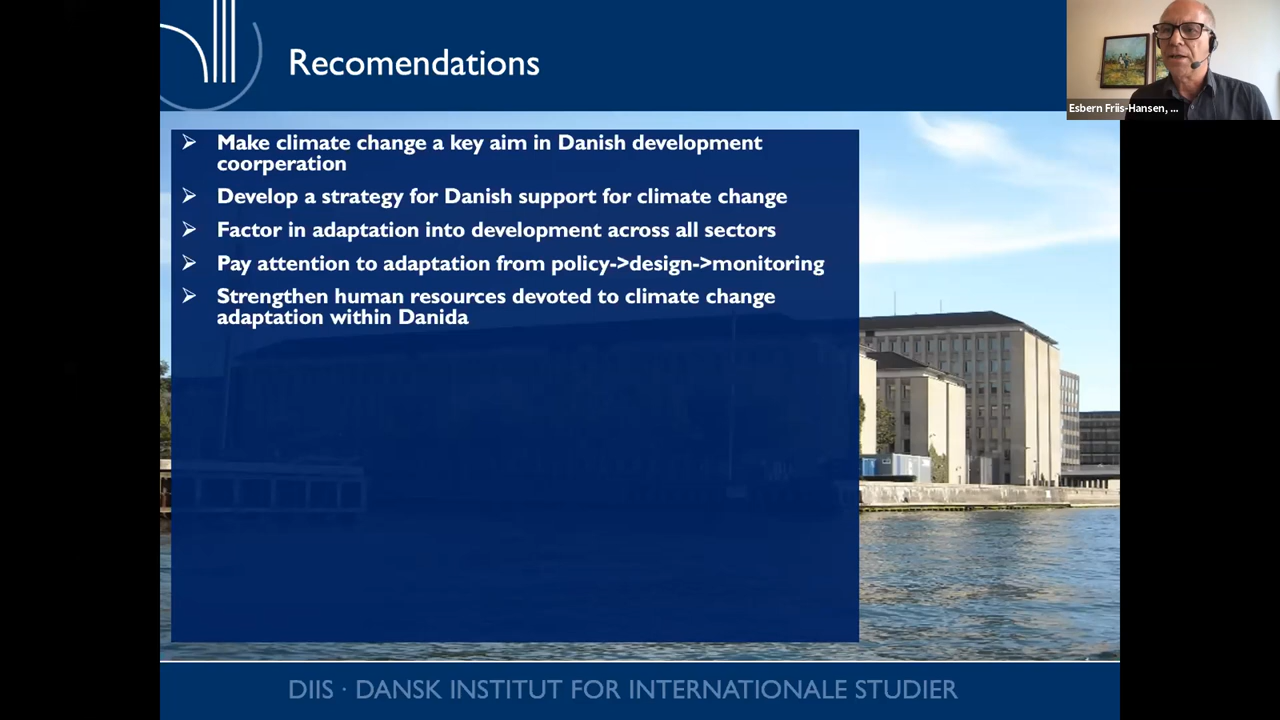 Recomendations
Esbern Friis-Hansen, ...
➢ Make climate change a key aim in Danish development
coorperation
➢ Develop a strategy for Danish support for climate change
➢ Factor in adaptation into development across all sectors
➢ Pay attention to adaptation from policy->design->monitoring
➢ Strengthen human resources devoted to climate change
adaptation within Danida
DIIS · DANSK INSTITUT FOR INTERNATIONALE STUDIER